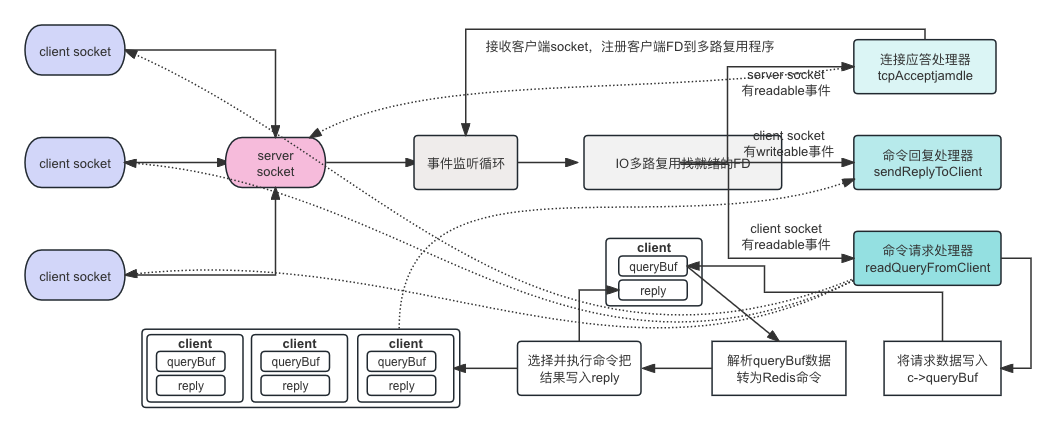 client socket
接收客户端socket，注册客户端FD到多路复用程序
连接应答处理器
tcpAcceptjamdle
server socket
有readable事件
client socket
server
socket
事件监听循环
IO多路复用找就绪的FD
client socket
有writeable事件
命令回复处理器
sendReplyToClient
client socket
client socket
有readable事件
命令请求处理器
readQueryFromClient
client
queryBuf
reply
client
queryBuf
reply
client
queryBuf
reply
client
queryBuf
reply
选择并执行命令把
结果写入reply
解析queryBuf数据
转为Redis命令
将请求数据写入
c->queryBuf